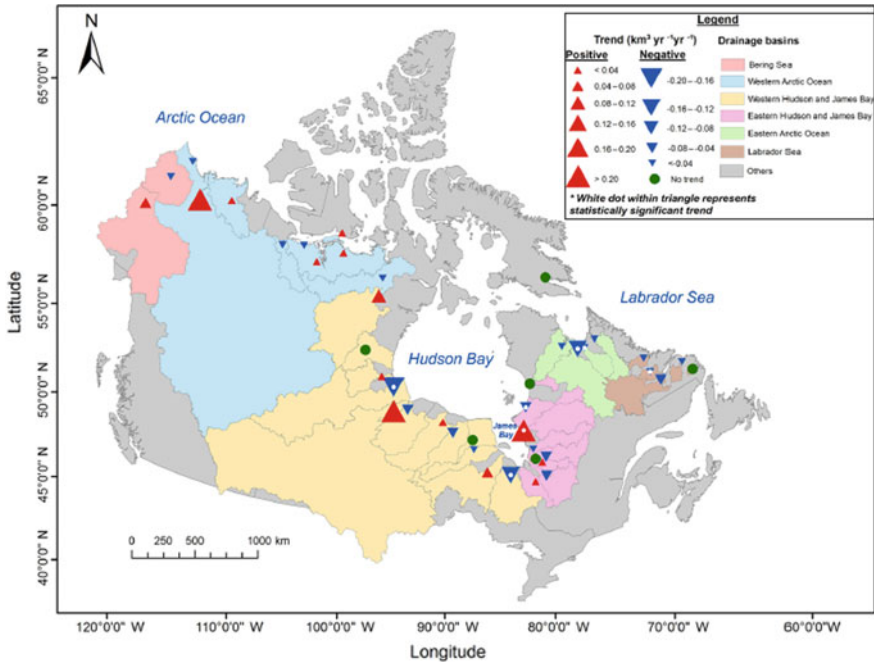 N
Legend
Trend (km³ yr ⁻¹yr ⁻¹)
Positive
Negative
< 0.04
0.04 – 0.08
0.08 – 0.12
0.12 – 0.16
0.16 – 0.20
> 0.20
-0.20 – -0.16
-0.16 – -0.12
-0.12 – -0.08
-0.08 – -0.04
<-0.04
No trend
Drainage basins
Bering Sea
Western Arctic Ocean
Western Hudson and James Bay
Eastern Hudson and James Bay
Eastern Arctic Ocean
Labrador Sea
Others
* White dot within triangle represents
statistically significant trend
Arctic Ocean
Labrador Sea
Hudson Bay
James
Bay
Latitude
65°0'0" N
60°0'0" N
55°0'0" N
50°0'0" N
45°0'0" N
40°0'0" N
0 250 500 1000 km
120°0'0" W
110°0'0" W
100°0'0" W
90°0'0" W
80°0'0" W
70°0'0" W
60°0'0" W
Longitude